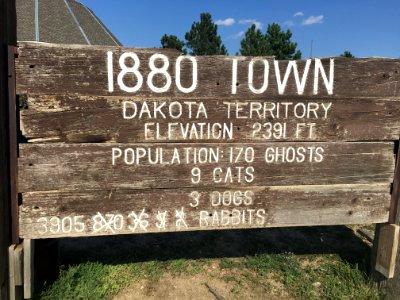 1880 TOWN
DAKOTA TERRITORY
ELEVATION 2391 FT.
POPULATION: 170 GHOSTS
9 CATS
3 DOGS
3905 RABBITS